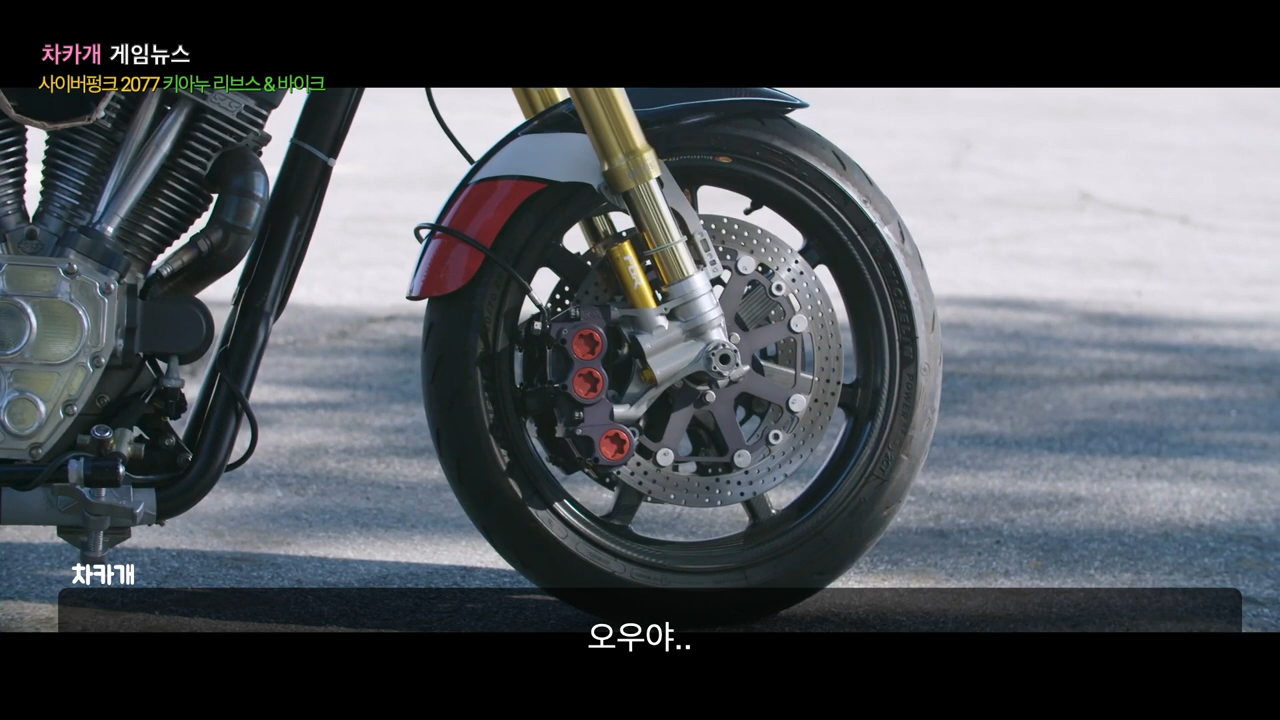 차카개 게임뉴스
사이버펑크 2077 키아누 리브스 & 바이크
차카개
오우야..